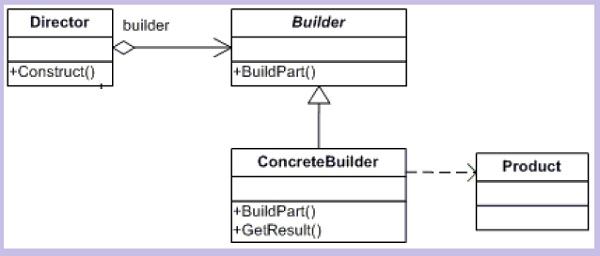 Director
builder
Builder
+Construct()
+BuildPart()
ConcreteBuilder
Product
+BuildPart()
+GetResult()